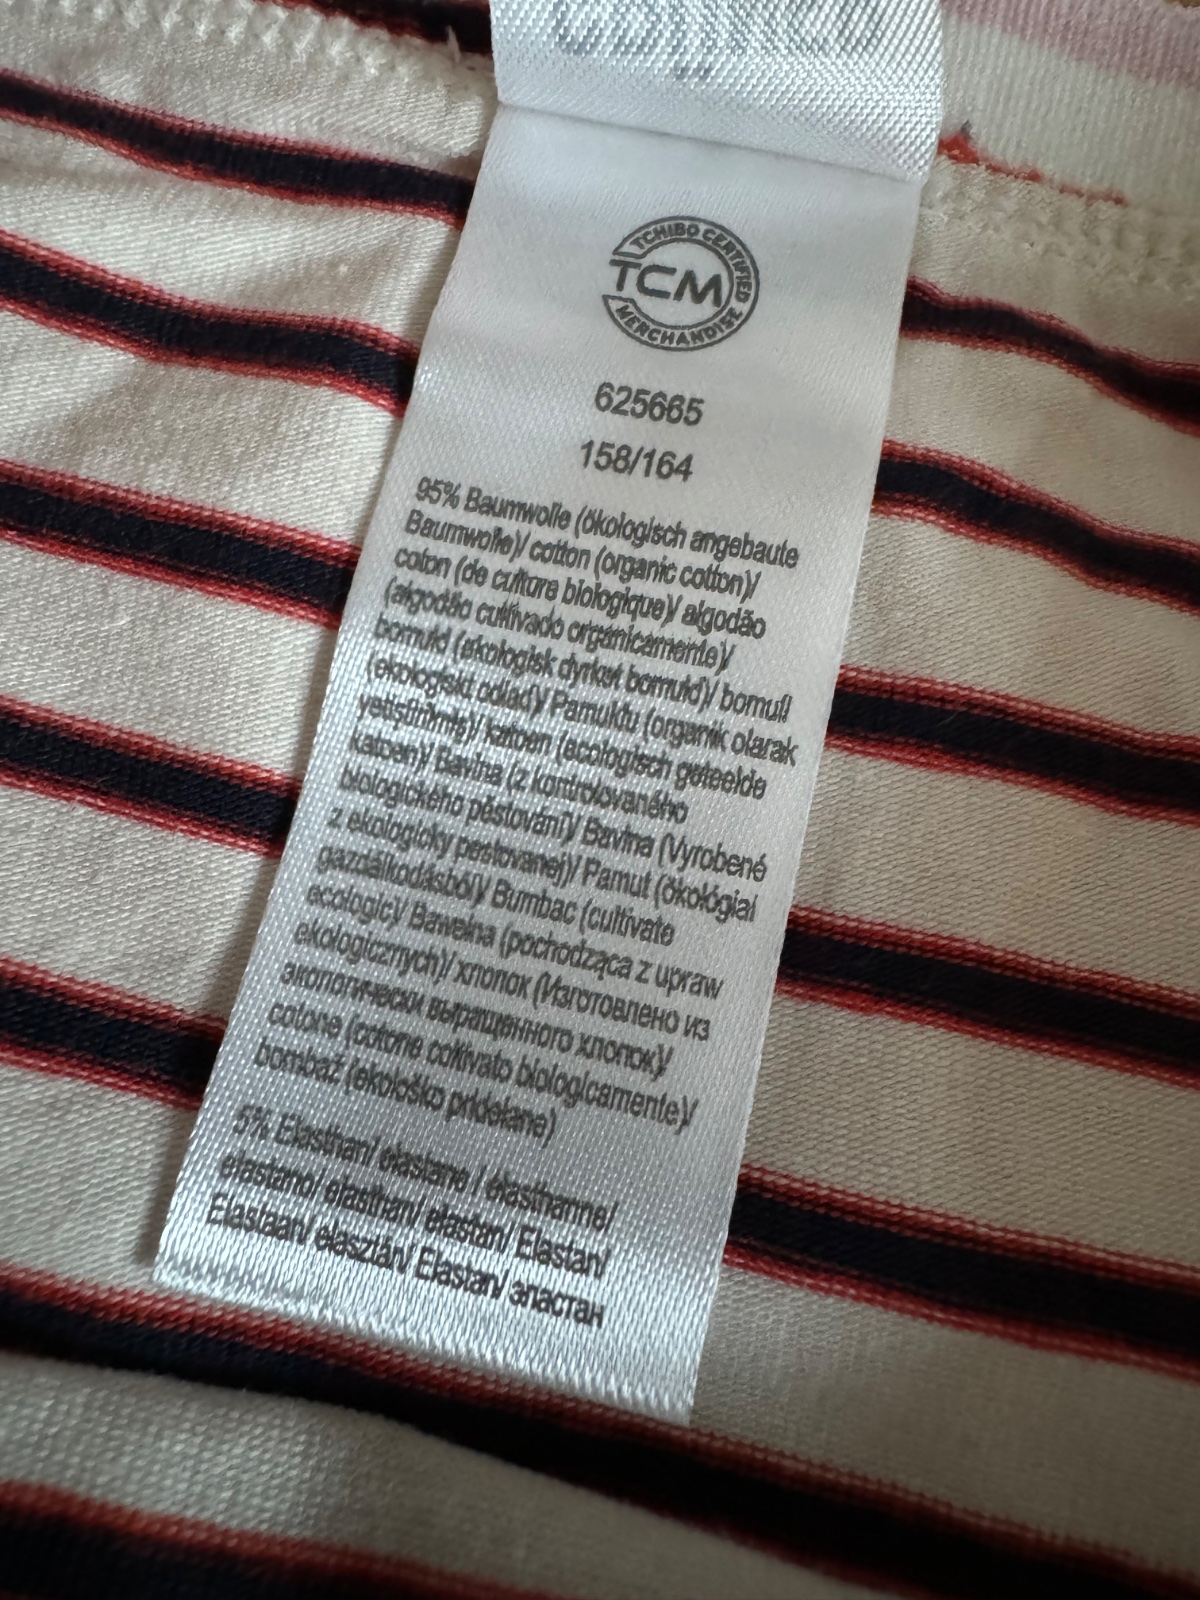 TCHIBO CERTIFIED
TCM
MERCHANDISE
625665
158/164
95% Baumwolle (ökologisch angebaute
Baumwolle)/ cotton (organic cotton)/
coton (de culture biologique)/ algodão
(algodão cultivado orgánicamente)/
bomuld (økologisk dyrket bomuld)/ bomull
(ekologiskt odlad)/ Pamuklu (organik olarak
yetiştirilmiş)/ katoen (ecologisch geteelde
katoen)/ Bavlna (z kontrolovaného
biologického pěstování)/ Bavlna (Vyrobené
z ekologicky pestovanej)/ Pamut (ökológiai
gazdálkodásból)/ Bumbac (cultivate
ecologic)/ Bawełna (pochodząca z upraw
ekologicznych)/ хлопок (Изготовлено из
экологически выращенного хлопок)/
cotone (cotone coltivato biologicamente)/
bombaž (ekološko pridelane)
5% Elasthan/ elastane / élasthanne/
elastano/ elasthan/ elastan/ Elastan/
Elastaan/ elasztán/ Elastan/ эластан